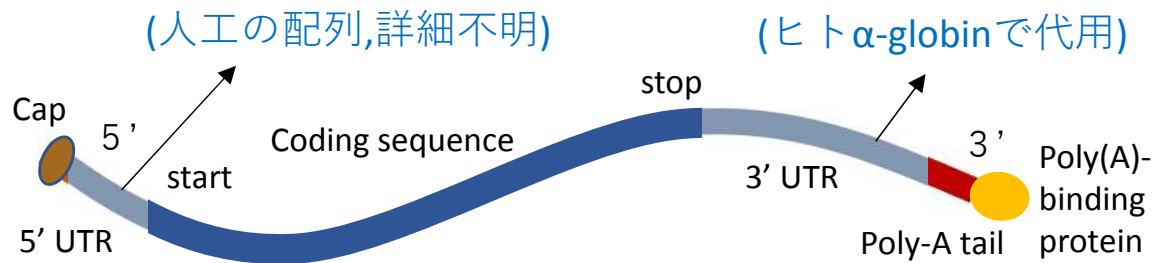 (人工の配列,詳細不明)
(ヒトα-globinで代用)
Cap
5’
start
Coding sequence
stop
3’
5’ UTR
3’ UTR
Poly-A tail
Poly(A)-
binding
protein